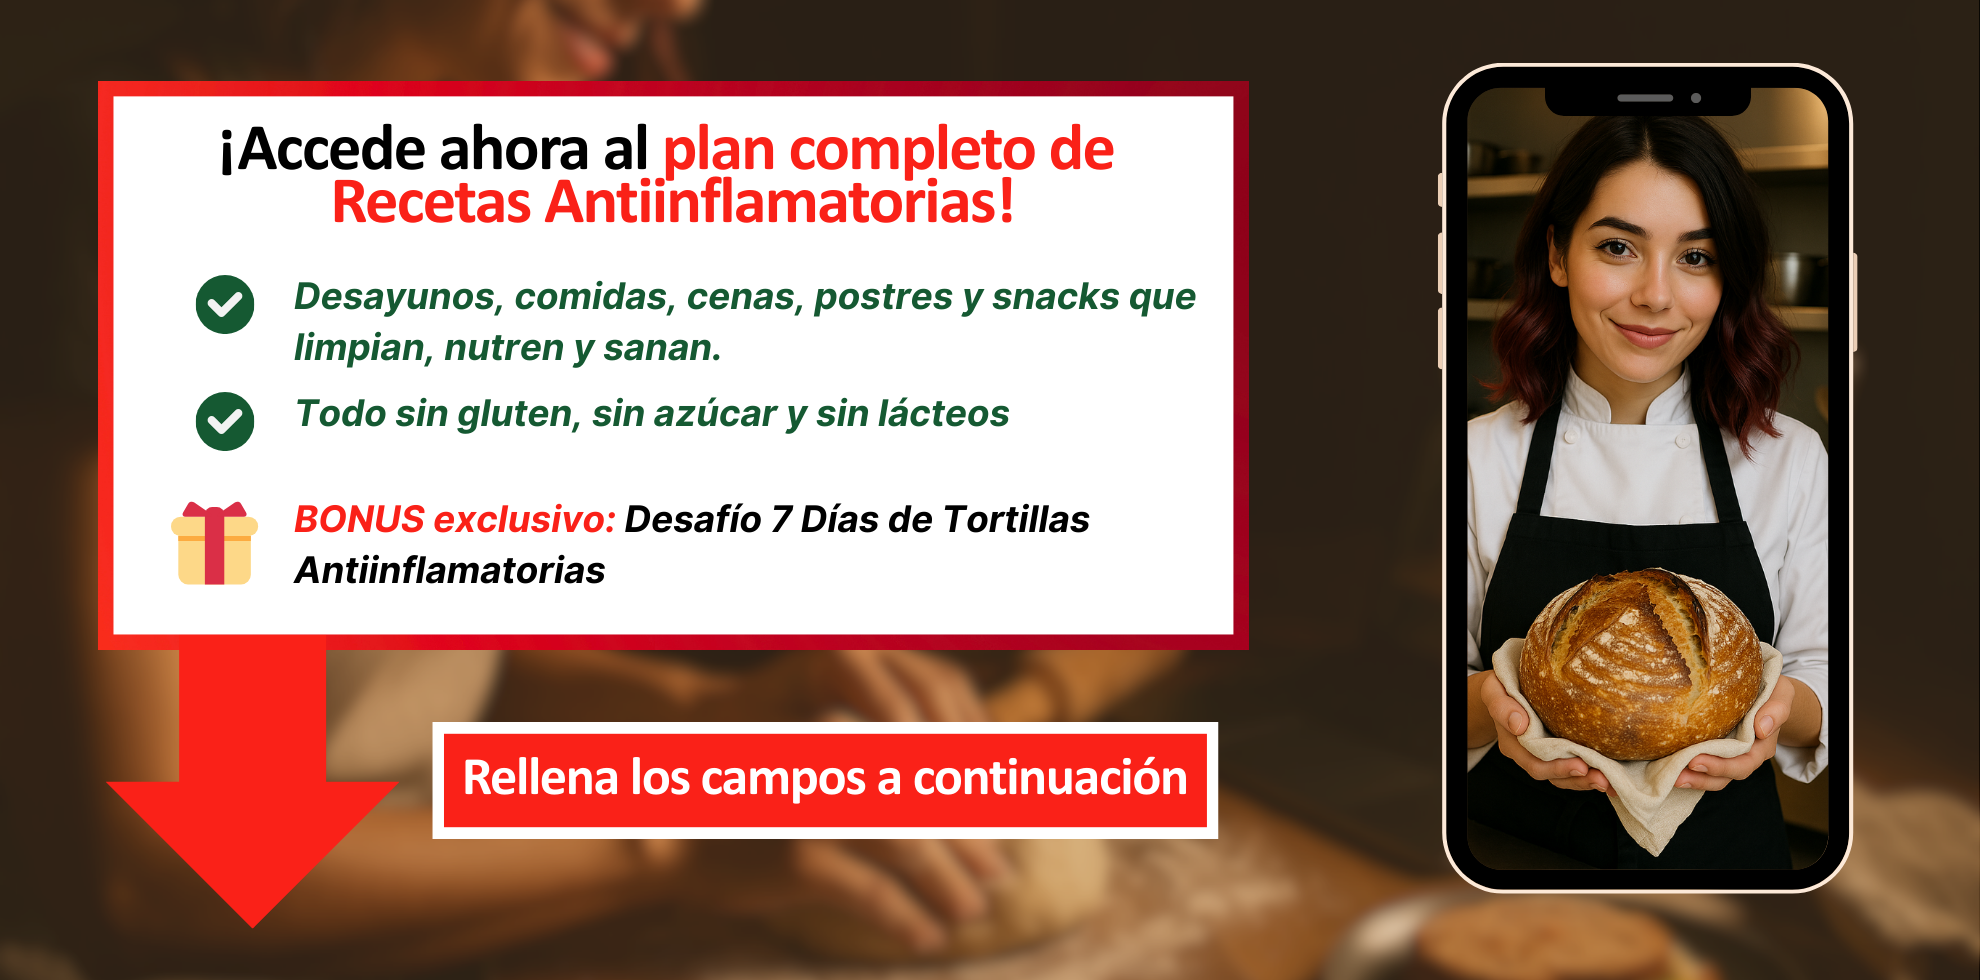 ¡Accede ahora al plan completo de
Recetas Antiinflamatorias!
Desayunos, comidas, cenas, postres y snacks que
limpian, nutren y sanan.
Todo sin gluten, sin azúcar y sin lácteos
BONUS exclusivo: Desafío 7 Días de Tortillas
Antiinflamatorias
Rellena los campos a continuación